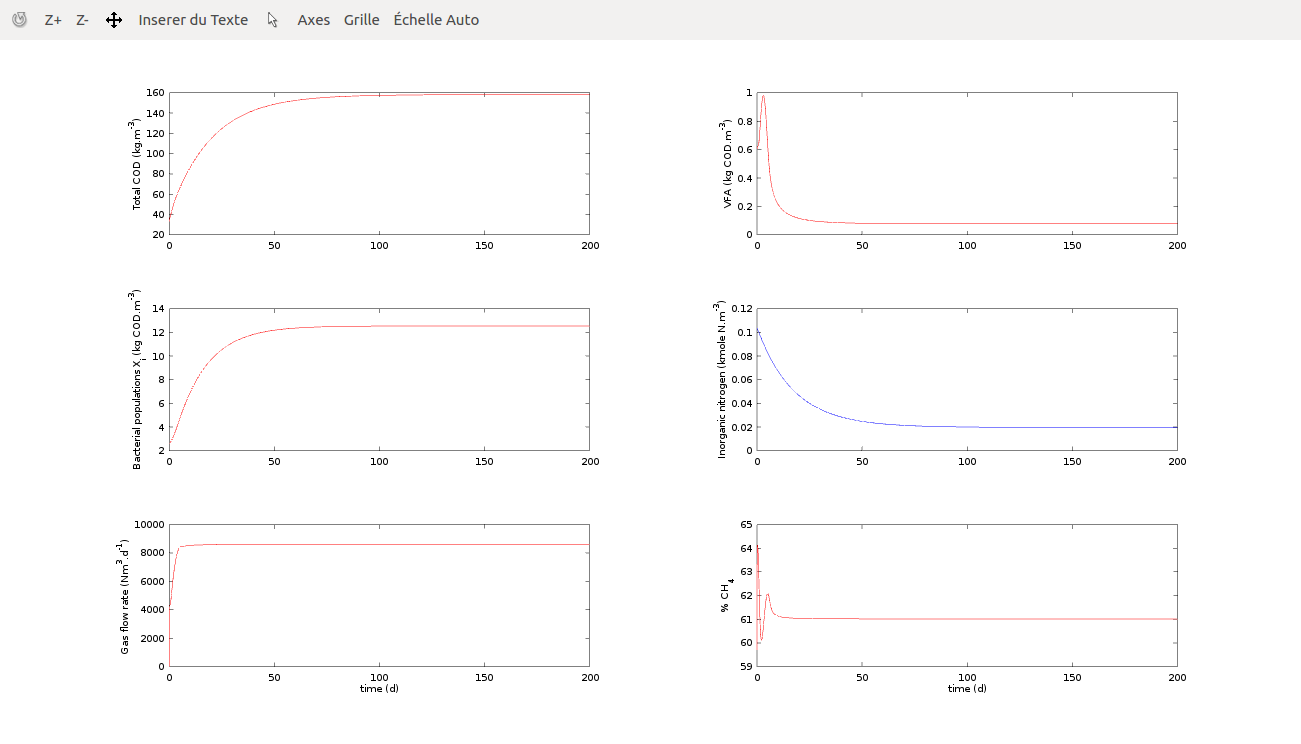 Z+ Z- Inserer du Texte Axes Grille Échelle Auto
Total COD (kg.m-3)
160
140
120
100
80
60
40
20
0 50 100 150 200
VFA (kg COD.m-3)
1
0.8
0.6
0.4
0.2
0
0 50 100 150 200
Bacterial populations Xi (kg COD.m-3)
14
12
10
8
6
4
2
0 50 100 150 200
Inorganic nitrogen (kmole N.m-3)
0.12
0.1
0.08
0.06
0.04
0.02
0
0 50 100 150 200
Gas flow rate (Nm3.d-1)
10000
8000
6000
4000
2000
0
0 50 100 150 200
time (d)
% CH4
65
64
63
62
61
60
59
0 50 100 150 200
time (d)